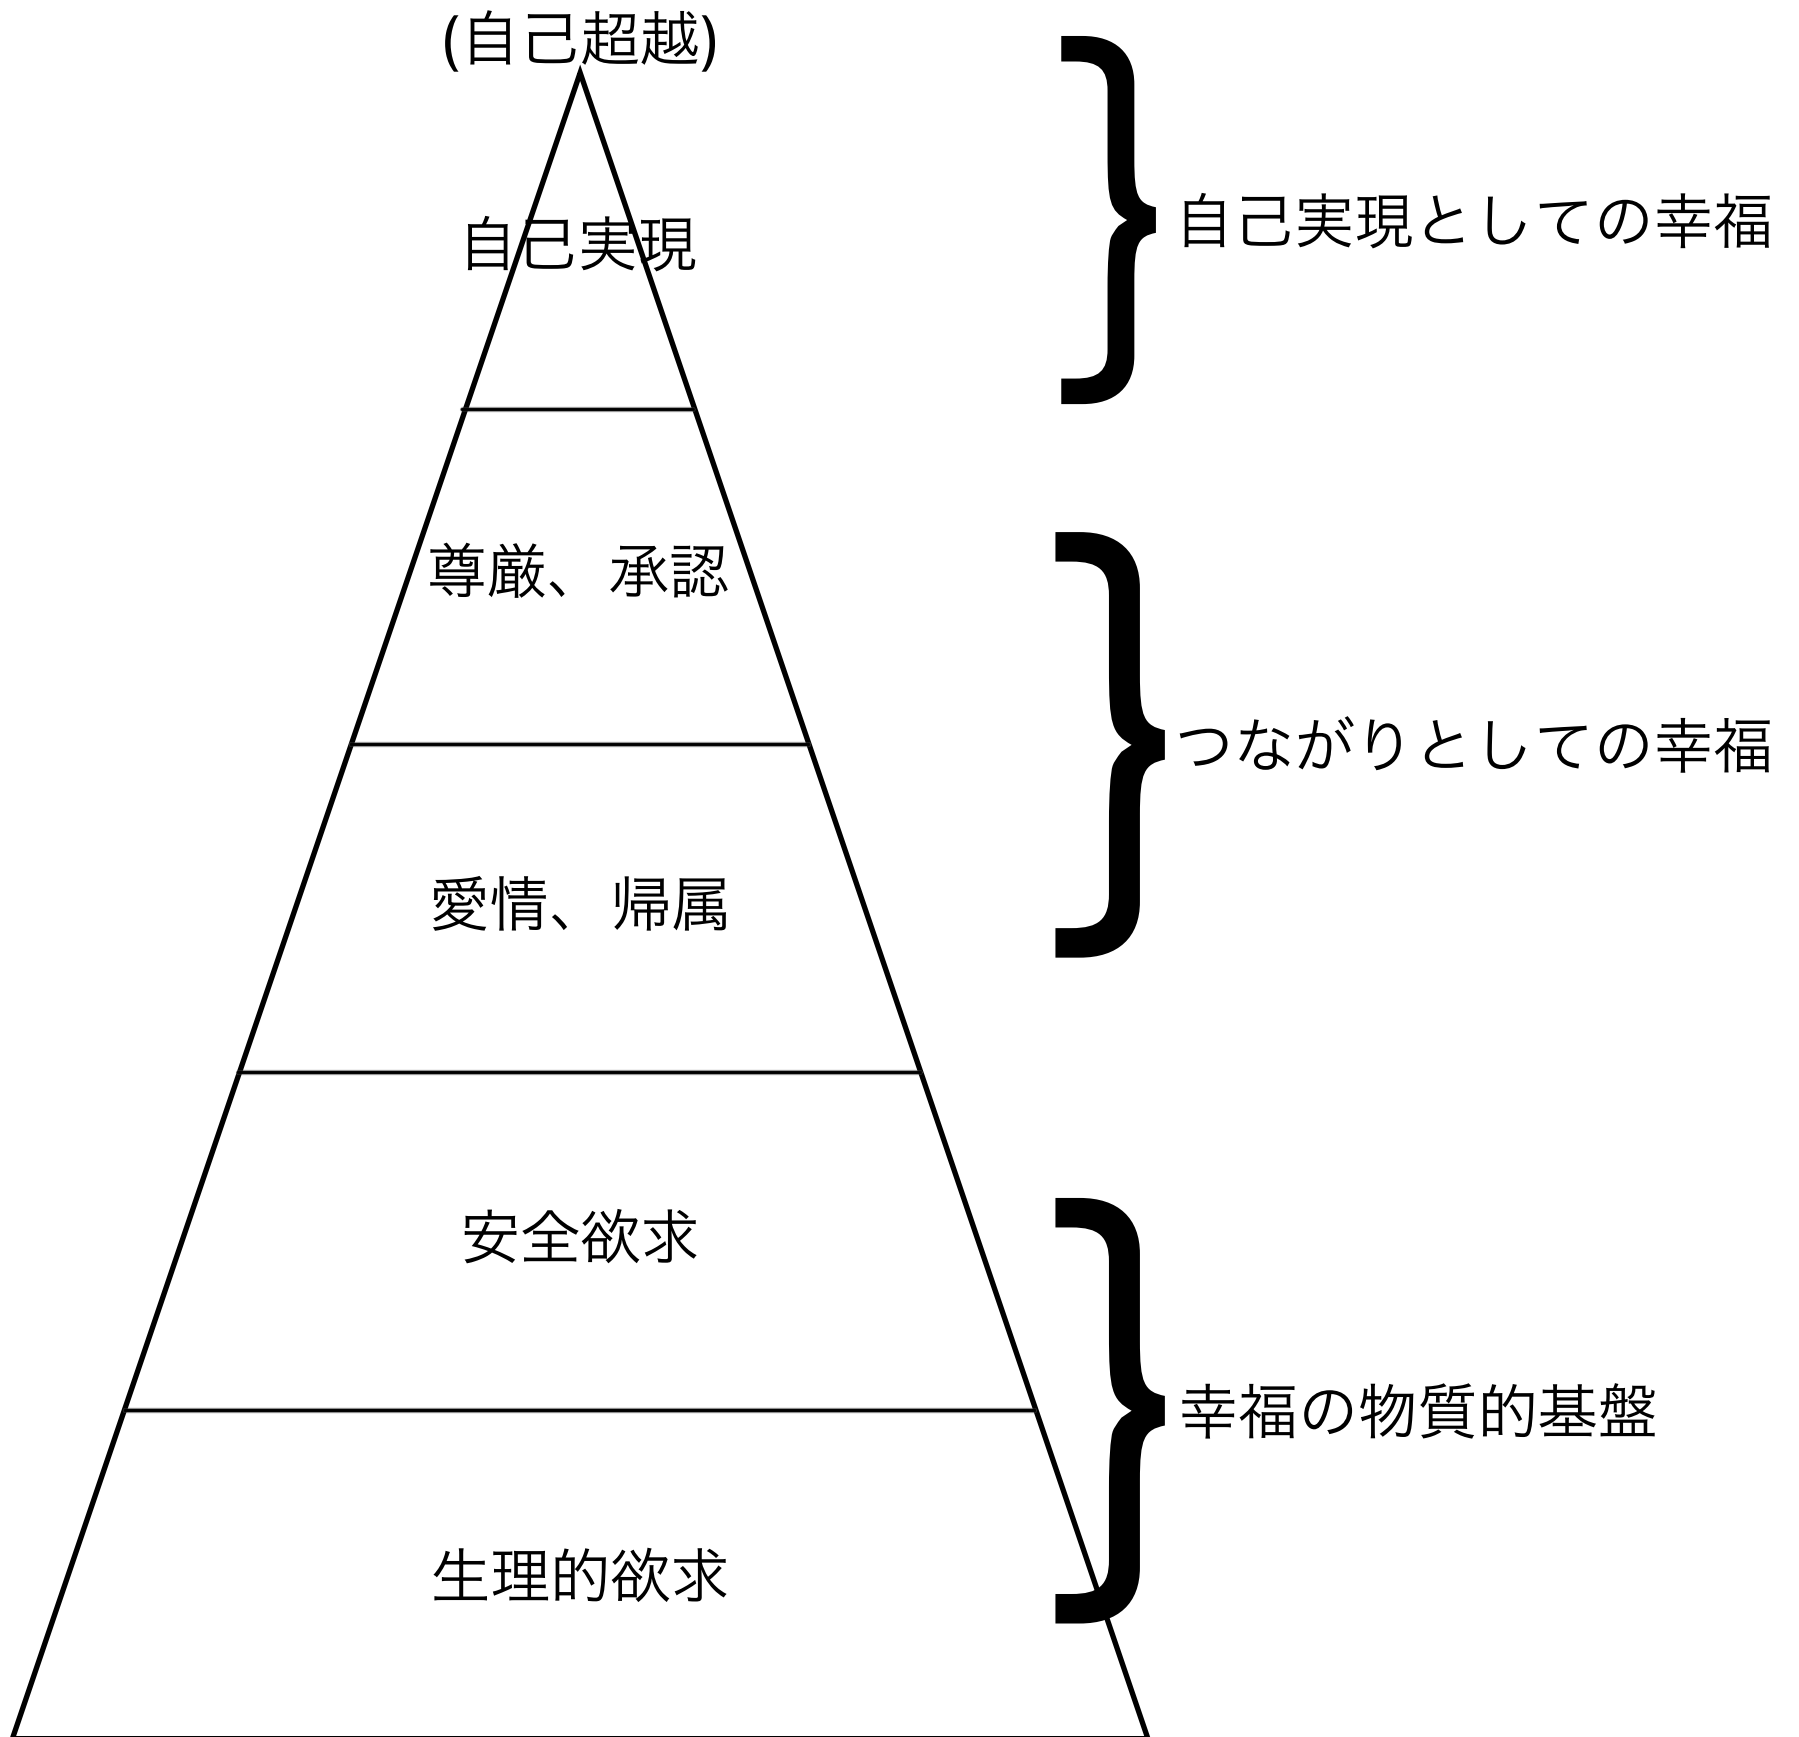 (自己超越)
自己実現
自己実現としての幸福
尊厳、承認
つながりとしての幸福
愛情、帰属
安全欲求
幸福の物質的基盤
生理的欲求